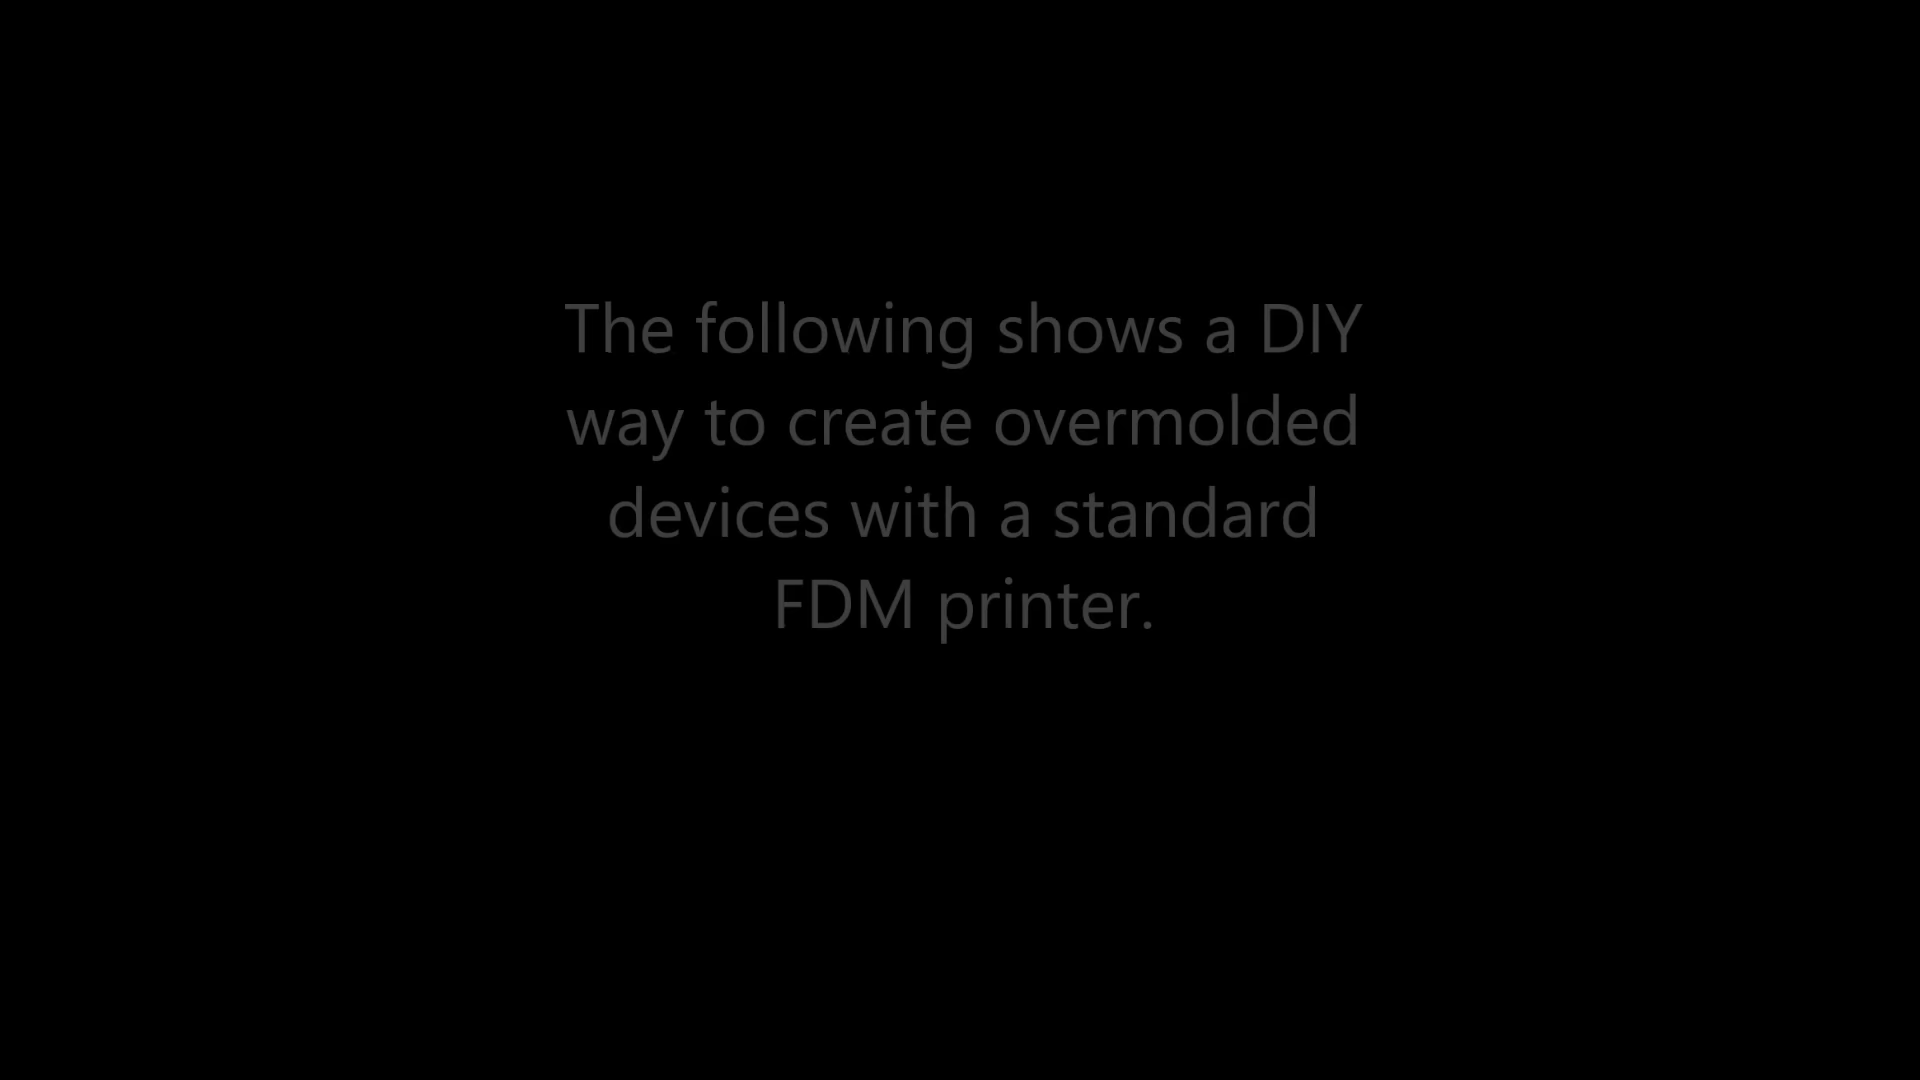 The following shows a DIY
way to create overmolded
devices with a standard
FDM printer.